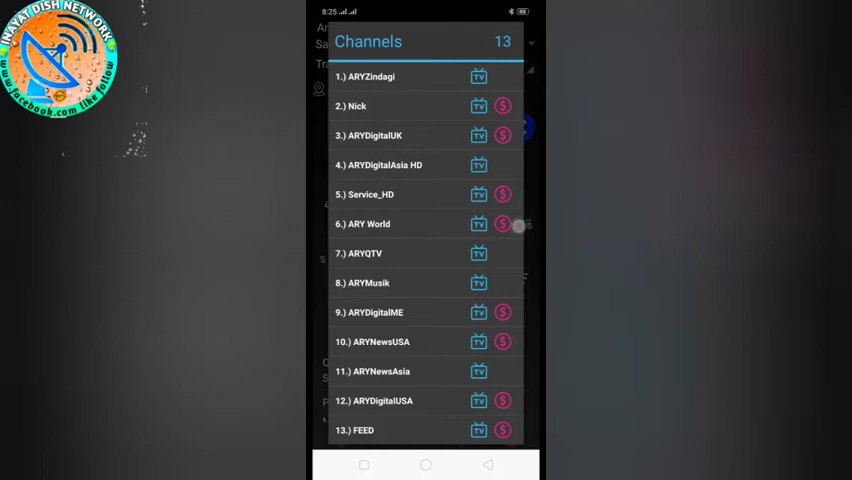 INAYAT DISH NETWORK
www.facebook.com like follow
8:25
Channels 13
1.) ARYZindagi TV
2.) Nick TV $
3.) ARYDigitalUK TV $
4.) ARYDigitalAsia HD TV
5.) Service_HD TV $
6.) ARY World TV $
7.) ARYQTV TV
8.) ARYMusik TV
9.) ARYDigitalME TV $
10.) ARYNewsUSA TV $
11.) ARYNewsAsia TV
12.) ARYDigitalUSA TV $
13.) FEED TV $